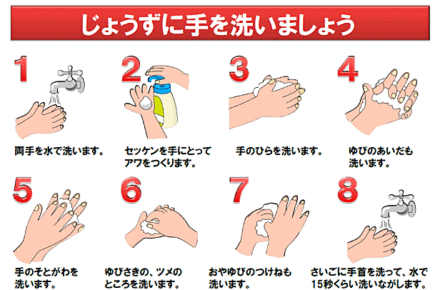 じょうずに手を洗いましょう
1
両手を水で洗います。
2
セッケンを手にとって
アワをつくります。
3
手のひらを洗います。
4
ゆびのあいだも
洗います。
5
手のそとがわを
洗います。
6
ゆびさきの、ツメの
ところを洗います。
7
おやゆびのつけねも
洗います。
8
さいごに手首を洗って、水で
15秒くらい洗いながします。